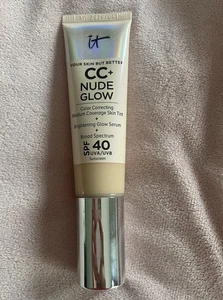 iT
YOUR SKIN BUT BETTER
CC+
NUDE
GLOW
Color Correcting
Medium Coverage Skin Tint
+
Brightening Glow Serum
+
Broad Spectrum
SPF 40
UVA/UVB
Sunscreen